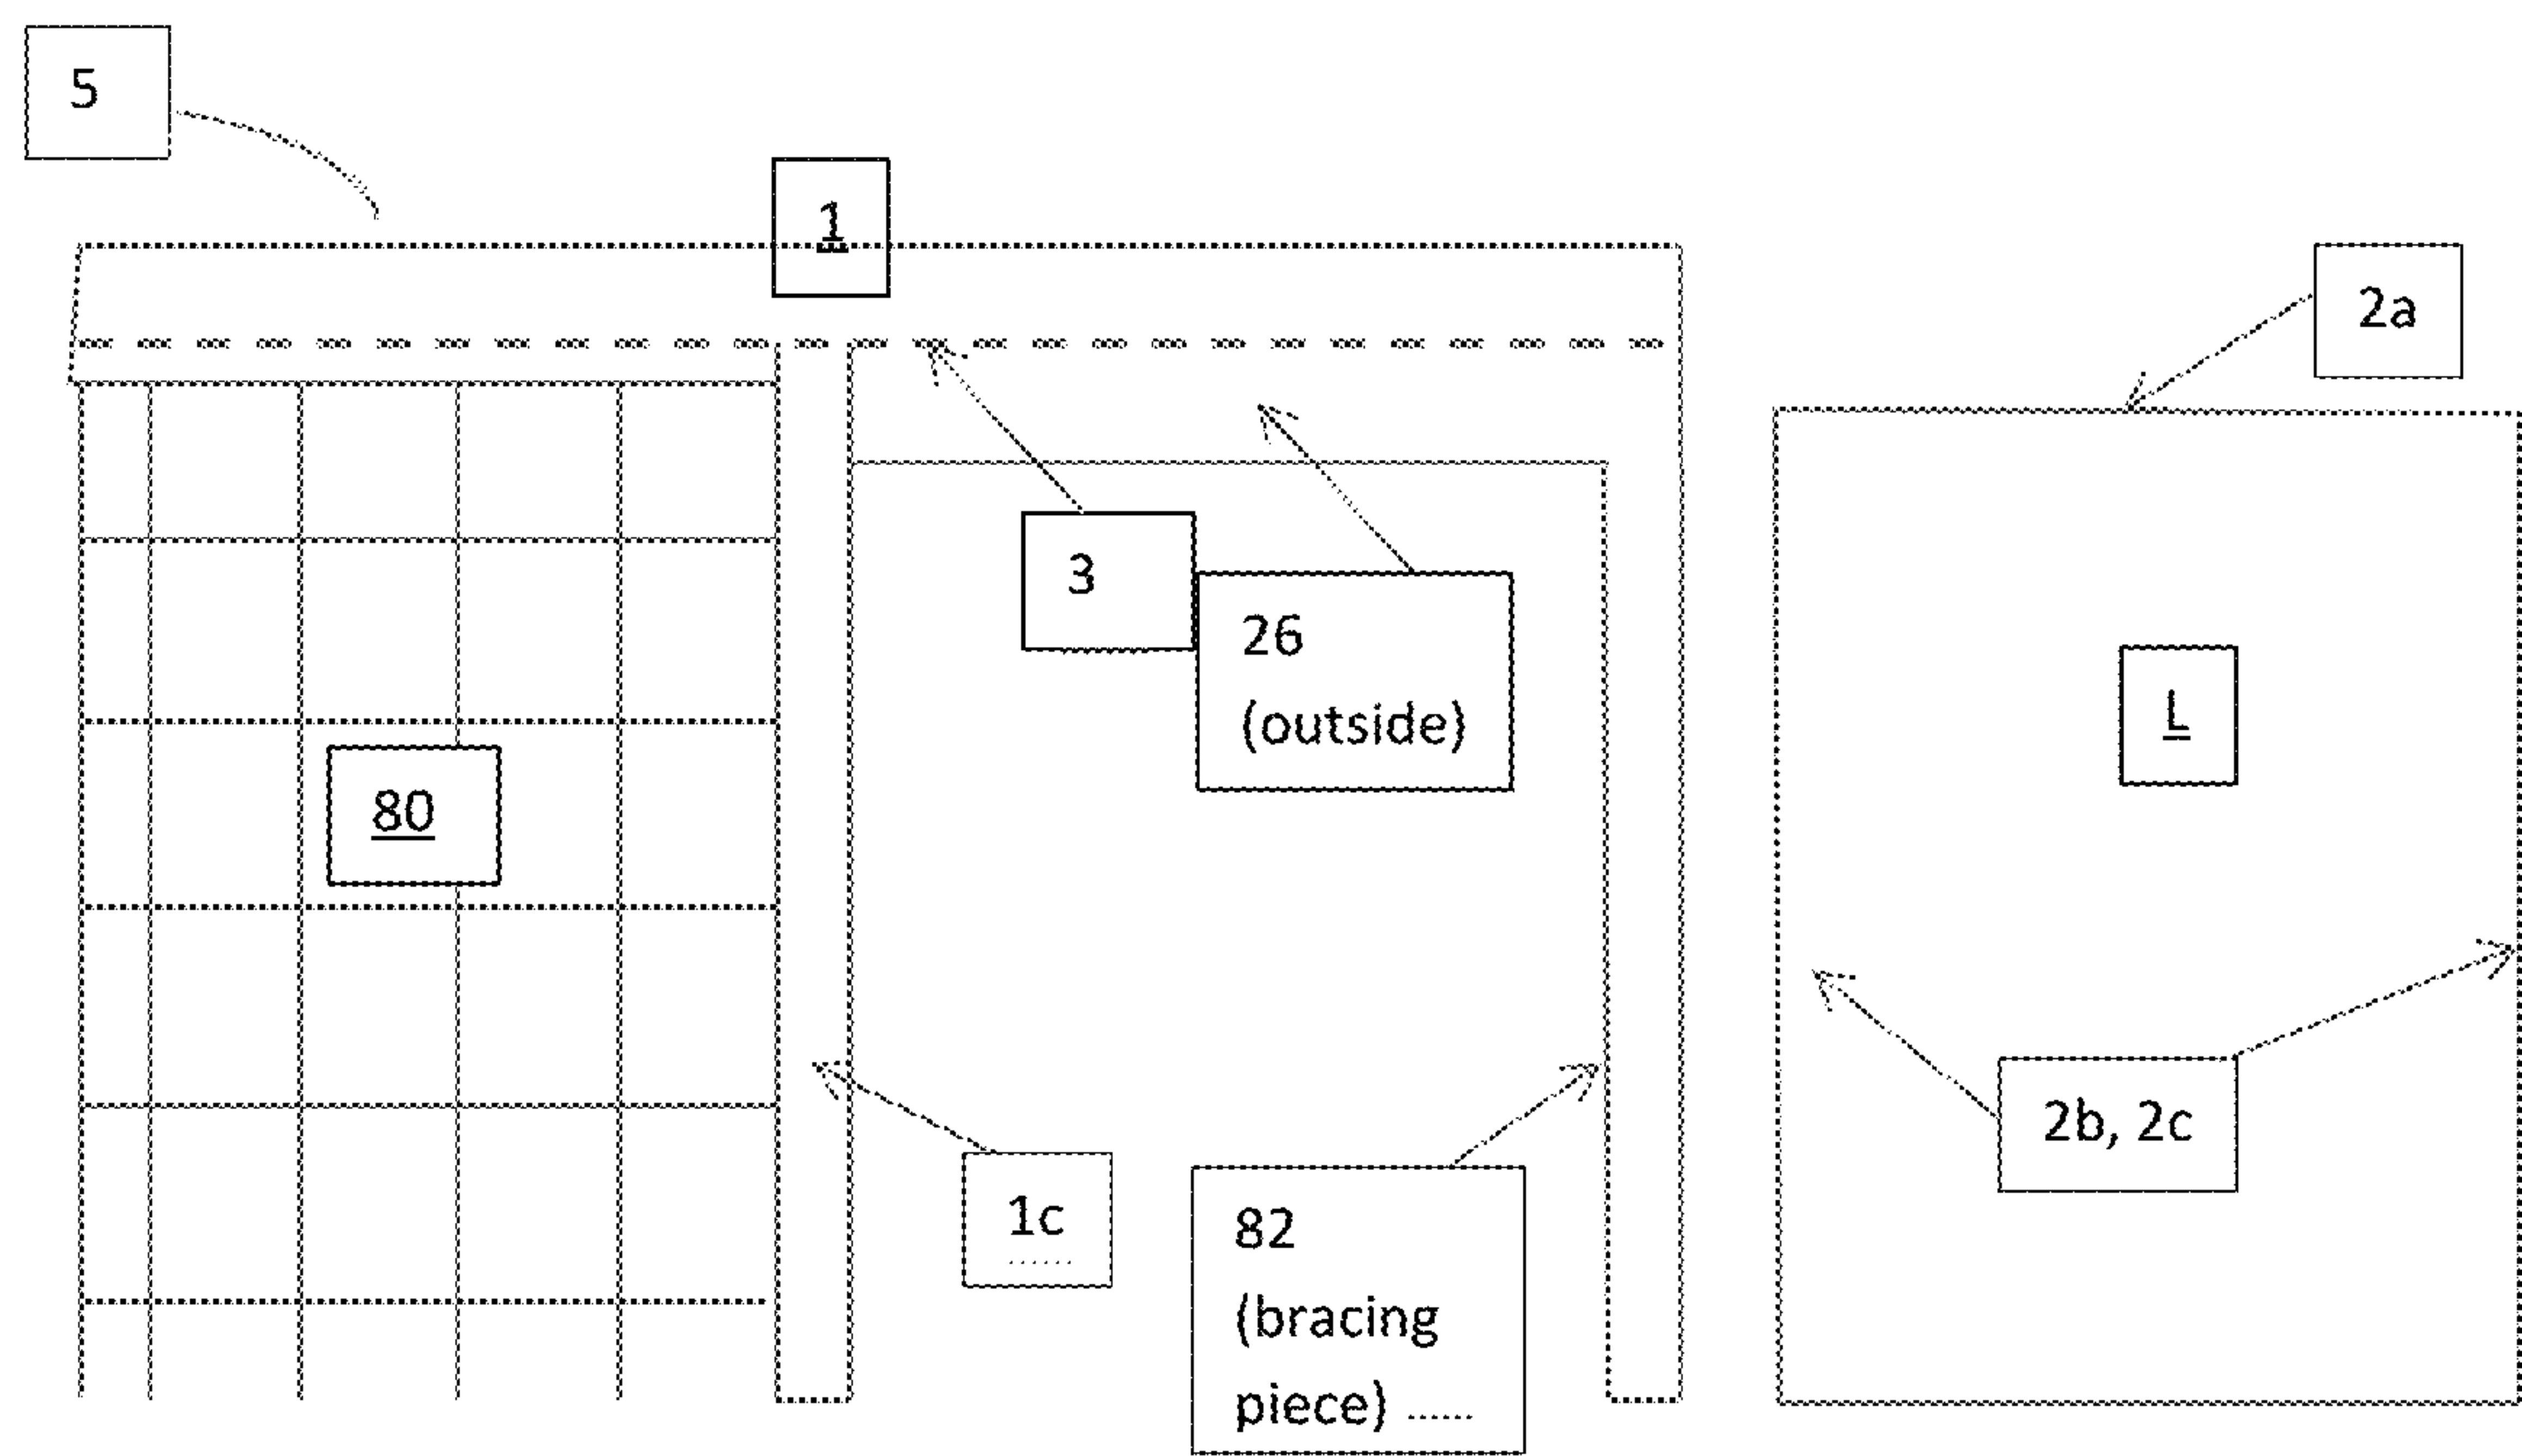 5
1
2a
3
26
(outside)
L
80
2b, 2c
1c
82
(bracing
piece)